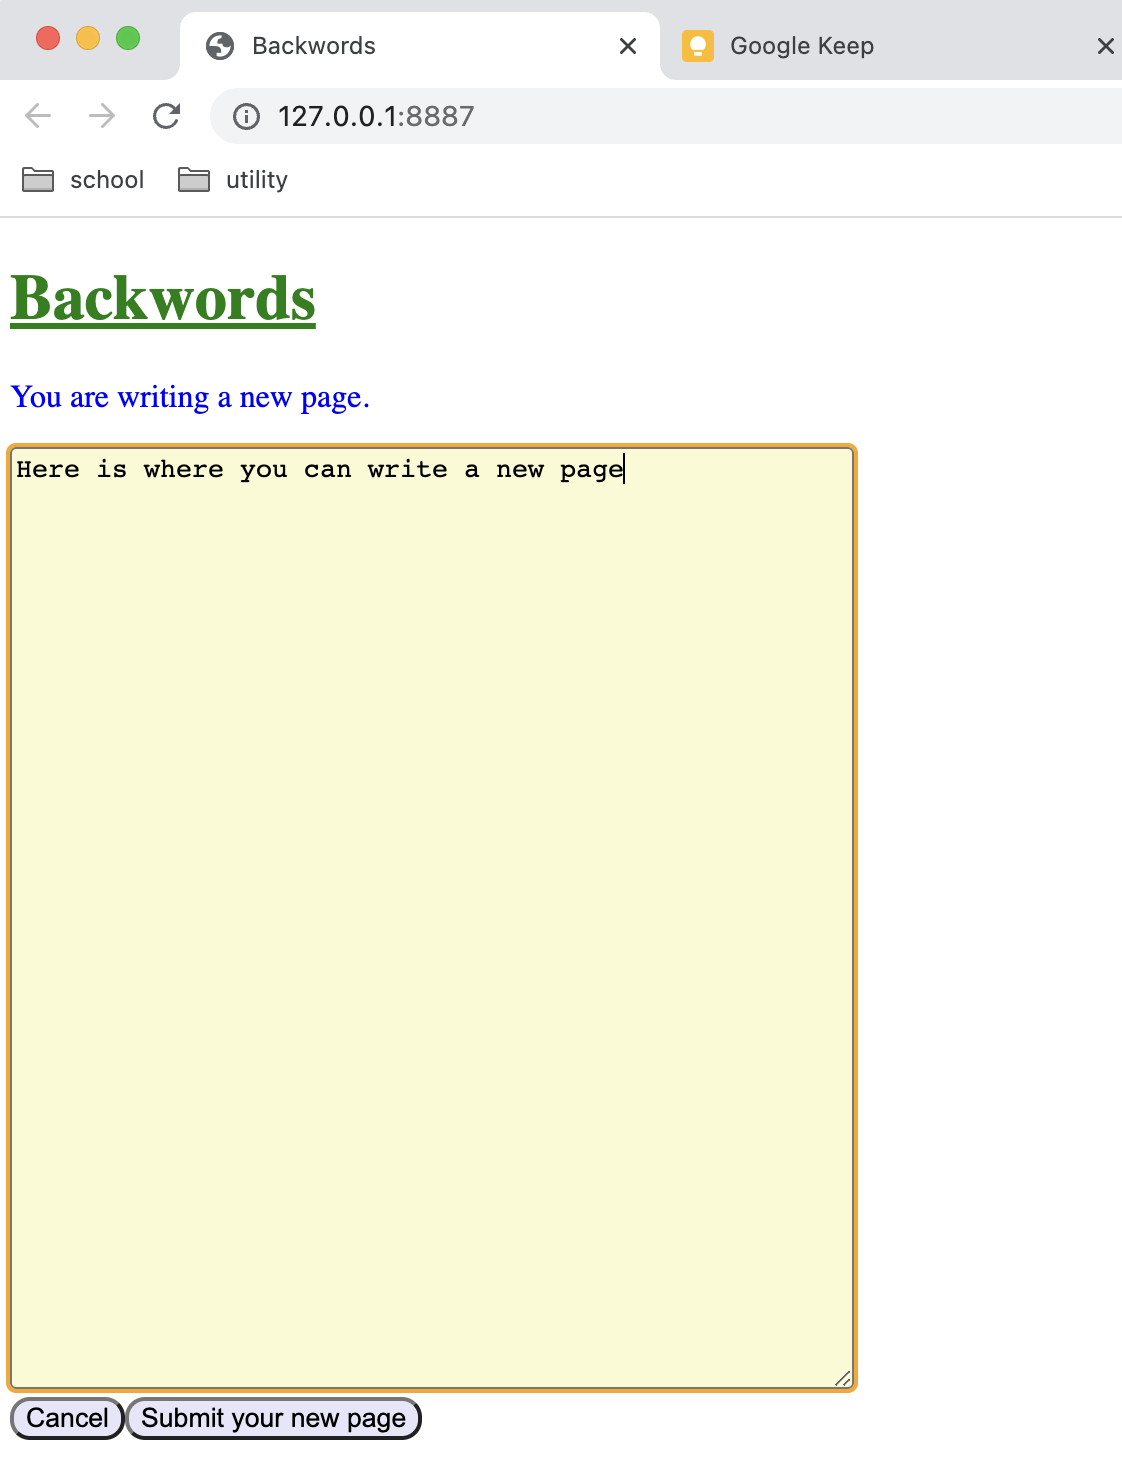 Backwords
Google Keep
127.0.0.1:8887
school
utility
Backwords
You are writing a new page.
Here is where you can write a new page
Cancel
Submit your new page